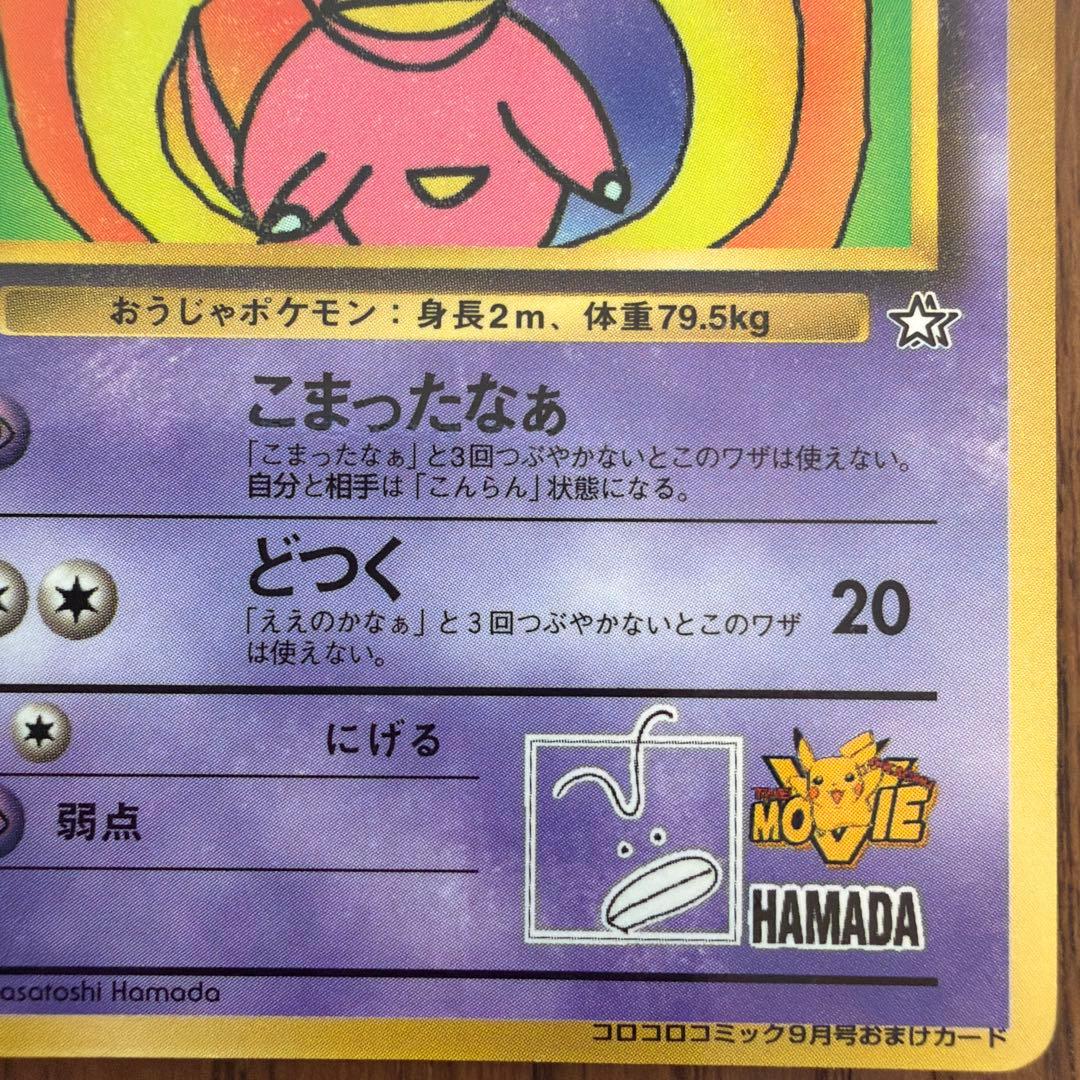 おうじゃポケモン：身長2m、体重79.5kg
こまったなぁ
「こまったなぁ」と3回つぶやかないとこのワザは使えない。
自分と相手は「こんらん」状態になる。
どつく
20
「ええのかなぁ」と3回つぶやかないとこのワザ
は使えない。
にげる
弱点
THE
MOVIE
HAMADA
asatoshi Hamada
コロコロコミック9月号おまけカード